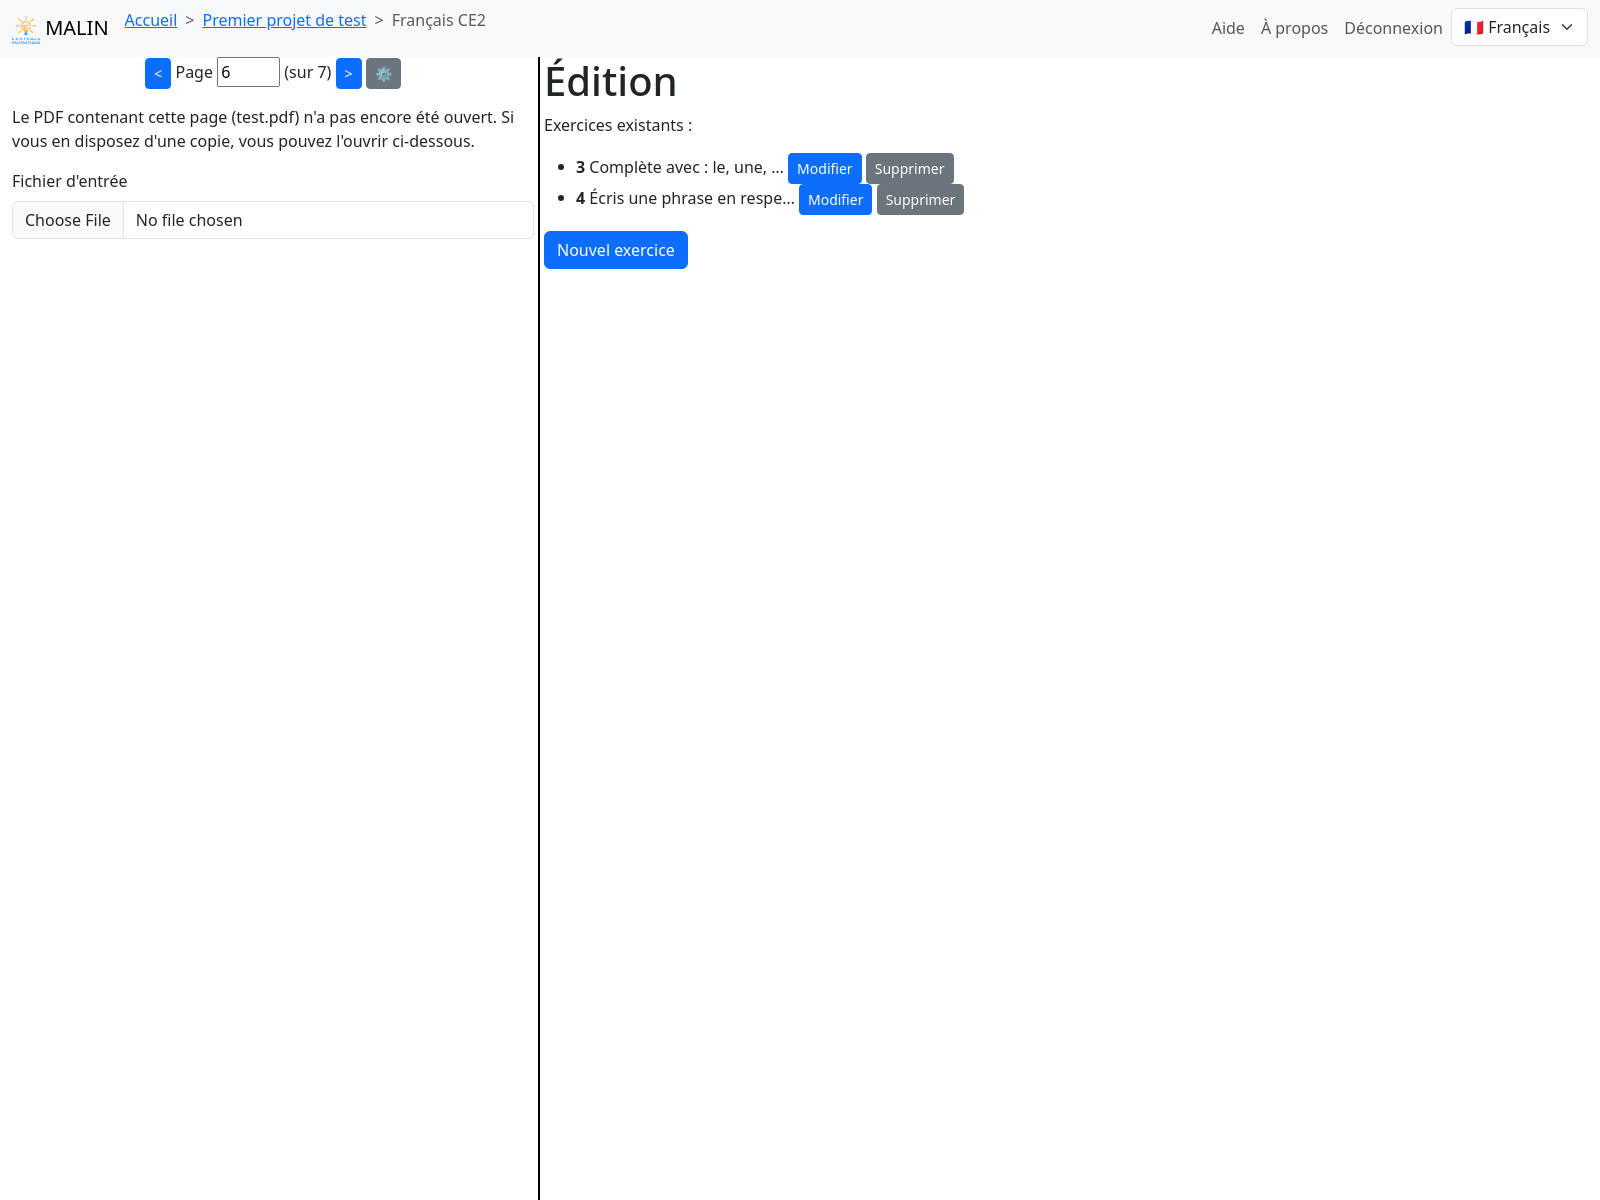 MALIN Accueil > Premier projet de test > Français CE2 Aide À propos Déconnexion 🇫🇷 Français
< Page 6 (sur 7) > ⚙️
Le PDF contenant cette page (test.pdf) n'a pas encore été ouvert. Si
vous en disposez d'une copie, vous pouvez l'ouvrir ci-dessous.
Fichier d'entrée
Choose File No file chosen
Édition
Exercices existants :
• 3 Complète avec : le, une, ... Modifier Supprimer
• 4 Écris une phrase en respe... Modifier Supprimer
Nouvel exercice